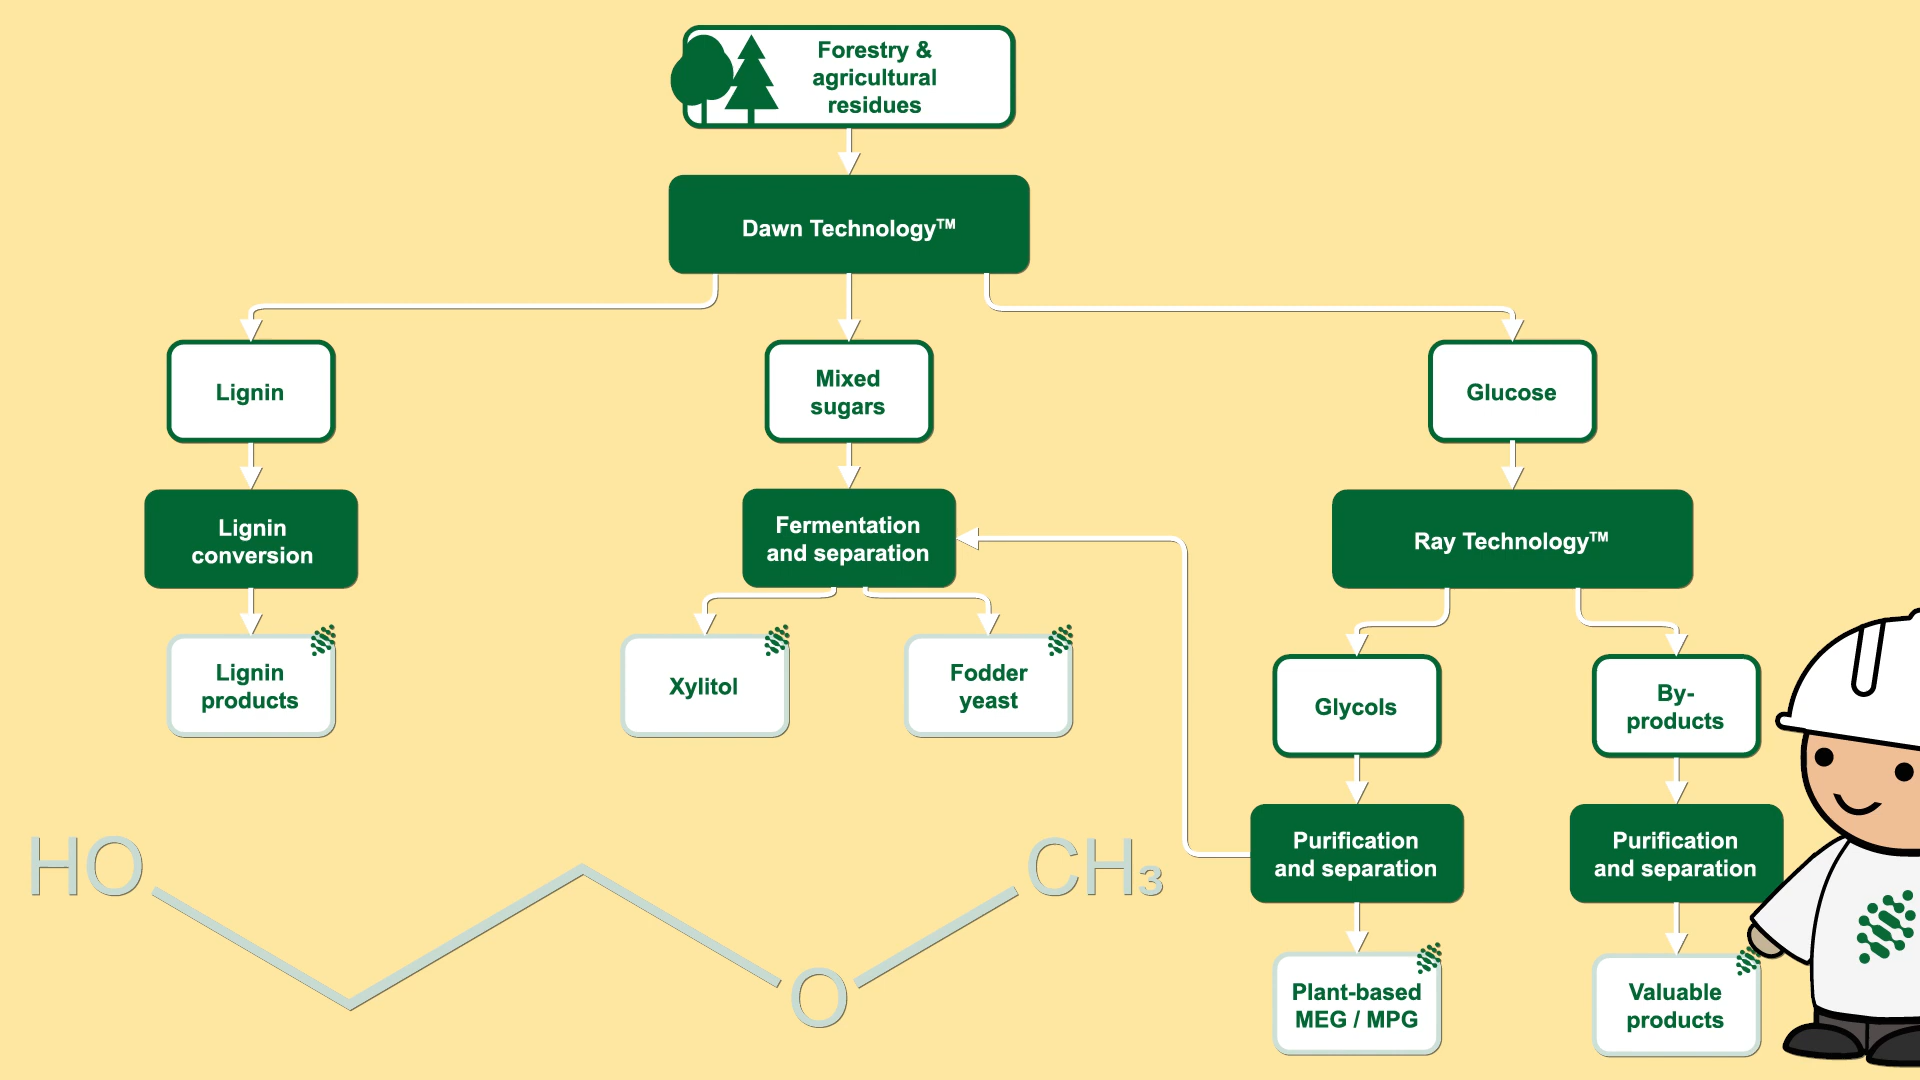 Forestry &
agricultural
residues
Dawn Technology™
Lignin
Mixed
sugars
Glucose
Lignin
conversion
Fermentation
and separation
Ray Technology™
Lignin
products
Xylitol
Fodder
yeast
Glycols
By-
products
Purification
and separation
Purification
and separation
Plant-based
MEG / MPG
Valuable
products
HO
O
CH₃